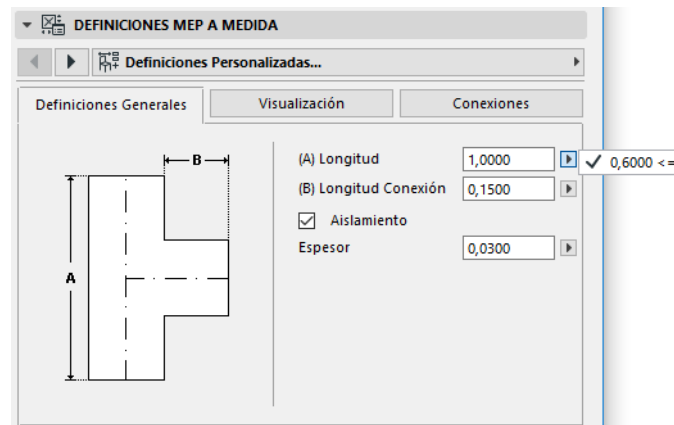 DEFINICIONES MEP A MEDIDA
Definiciones Personalizadas...
Definiciones Generales
Visualización
Conexiones
B
(A) Longitud 1,0000 0,6000 <=
(B) Longitud Conexión 0,1500
Aislamiento
A
Espesor 0,0300